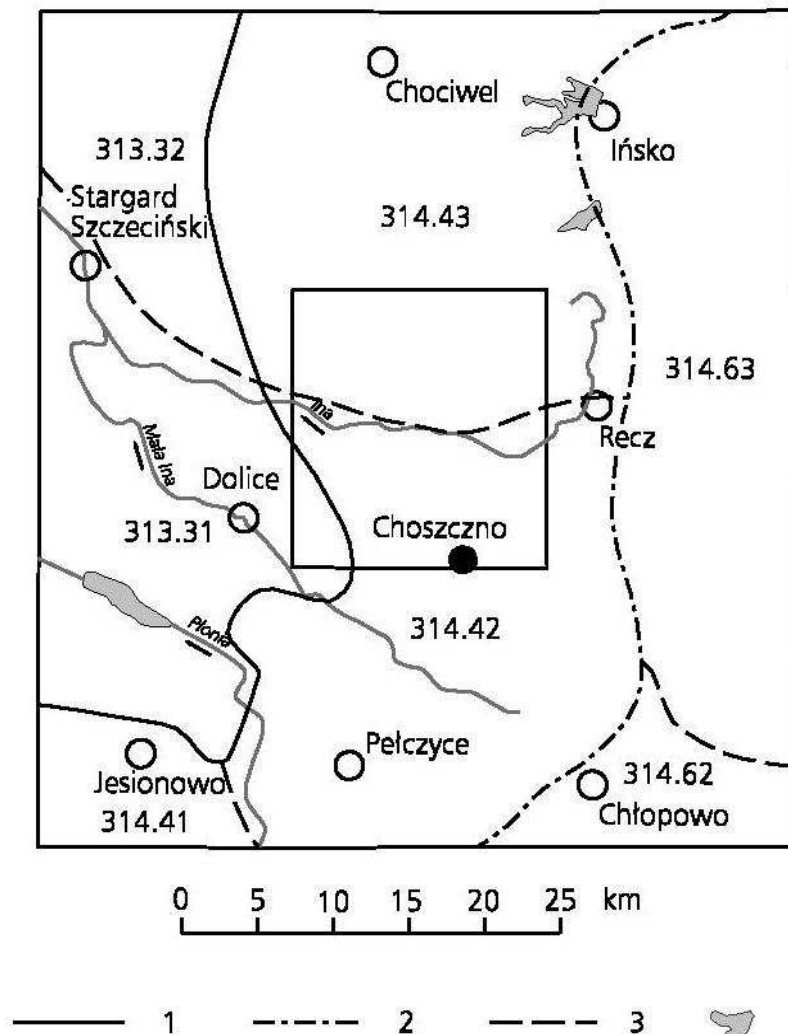 Chociwel
Ińsko
313.32
Stargard
Szczeciński
314.43
314.63
Ina
Recz
Mała Ina
Dolice
Choszczno
313.31
314.42
Płonia
Pełczyce
Jesionowo
314.62
314.41
Chłopowo
0 5 10 15 20 25 km
1 2 3